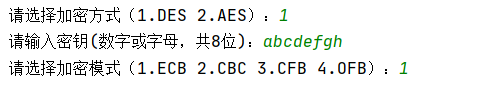 请选择加密方式（1.DES 2.AES）：1
请输入密钥(数字或字母，共8位)：abcdefgh
请选择加密模式（1.ECB 2.CBC 3.CFB 4.OFB）：1